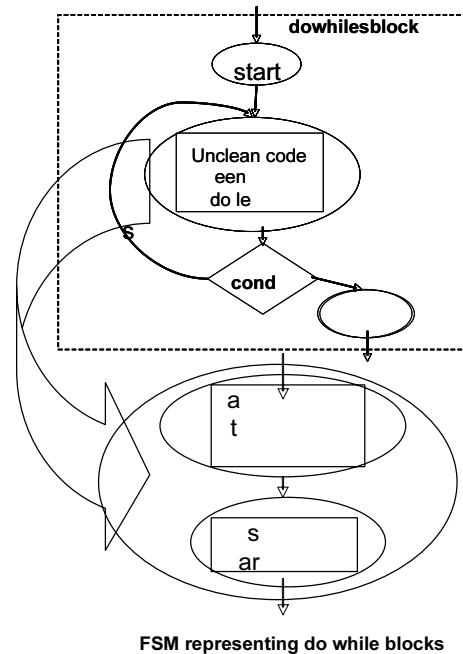 dowhilesblock
start
Unclean code
een
do le
s
cond
a
t
s
ar
FSM representing do while blocks